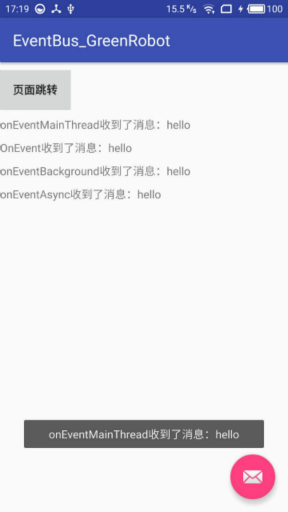 17:19 15.5 K/s 100
EventBus_GreenRobot
页面跳转
onEventMainThread收到了消息：hello
OnEvent收到了消息：hello
onEventBackground收到了消息：hello
onEventAsync收到了消息：hello
onEventMainThread收到了消息：hello